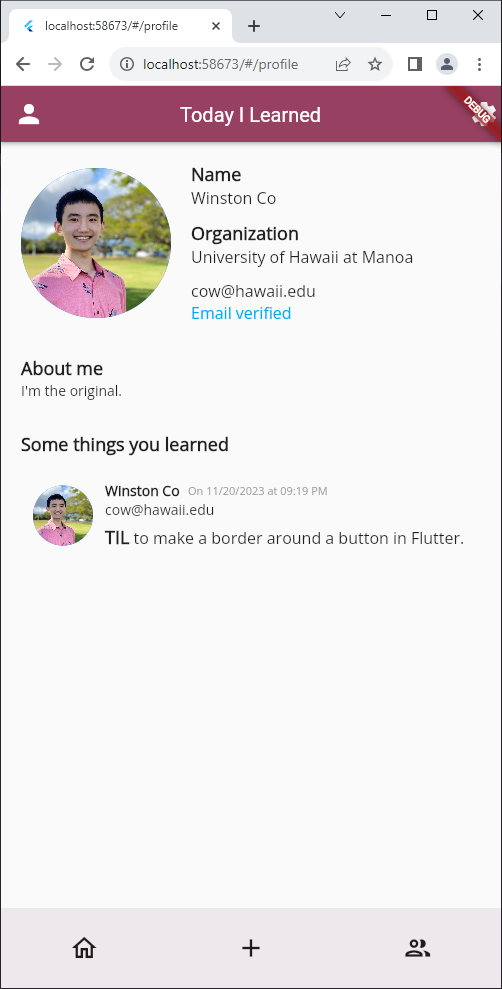 localhost:58673/#/profile
localhost:58673/#/profile
Today I Learned
DEBUG
Name
Winston Co
Organization
University of Hawaii at Manoa
cow@hawaii.edu
Email verified
About me
I'm the original.
Some things you learned
Winston Co On 11/20/2023 at 09:19 PM
cow@hawaii.edu
TIL to make a border around a button in Flutter.